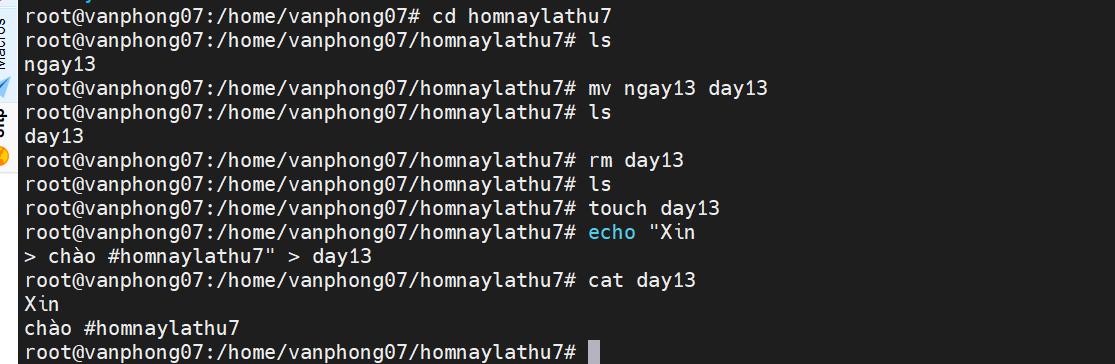 root@vanphong07:/home/vanphong07# cd homnaylathu7
root@vanphong07:/home/vanphong07/homnaylathu7# ls
ngay13
root@vanphong07:/home/vanphong07/homnaylathu7# mv ngay13 day13
root@vanphong07:/home/vanphong07/homnaylathu7# ls
day13
root@vanphong07:/home/vanphong07/homnaylathu7# rm day13
root@vanphong07:/home/vanphong07/homnaylathu7# ls
root@vanphong07:/home/vanphong07/homnaylathu7# touch day13
root@vanphong07:/home/vanphong07/homnaylathu7# echo "Xin
> chào #homnaylathu7" > day13
root@vanphong07:/home/vanphong07/homnaylathu7# cat day13
Xin
chào #homnaylathu7
root@vanphong07:/home/vanphong07/homnaylathu7#
Macros